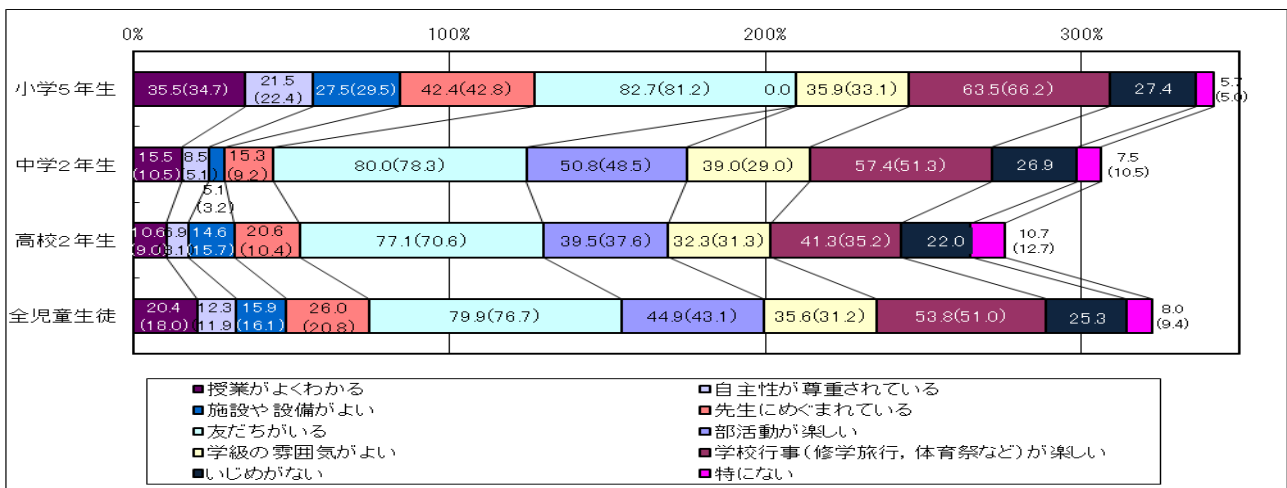 0% 100% 200% 300%
小学5年生 35.5(34.7) 21.5 27.5(29.5) 42.4(42.8) 82.7(81.2) 0.0 35.9(33.1) 63.5(66.2) 27.4 5.7
(22.4) (5.0)
中学2年生 15.5 8.5 15.3 80.0(78.3) 50.8(48.5) 39.0(29.0) 57.4(51.3) 26.9 7.5
(10.5) 5.1) (9.2) (10.5)
5.1
(3.2)
高校2年生 10.6 6.9 14.6 20.6 77.1(70.6) 39.5(37.6) 32.3(31.3) 41.3(35.2) 22.0 10.7
(9.0) 8.1) (15.7) (10.4) (12.7)
全児童生徒 20.4 12.3 15.9 26.0 79.9(76.7) 44.9(43.1) 35.6(31.2) 53.8(51.0) 25.3 8.0
(18.0) 11.9 (16.1) (20.8) (9.4)
授業がよくわかる 自主性が尊重されている
施設や設備がよい 先生にめぐまれている
友だちがいる 部活動が楽しい
学級の雰囲気がよい 学校行事(修学旅行，体育祭など)が楽しい
いじめがない 特にない